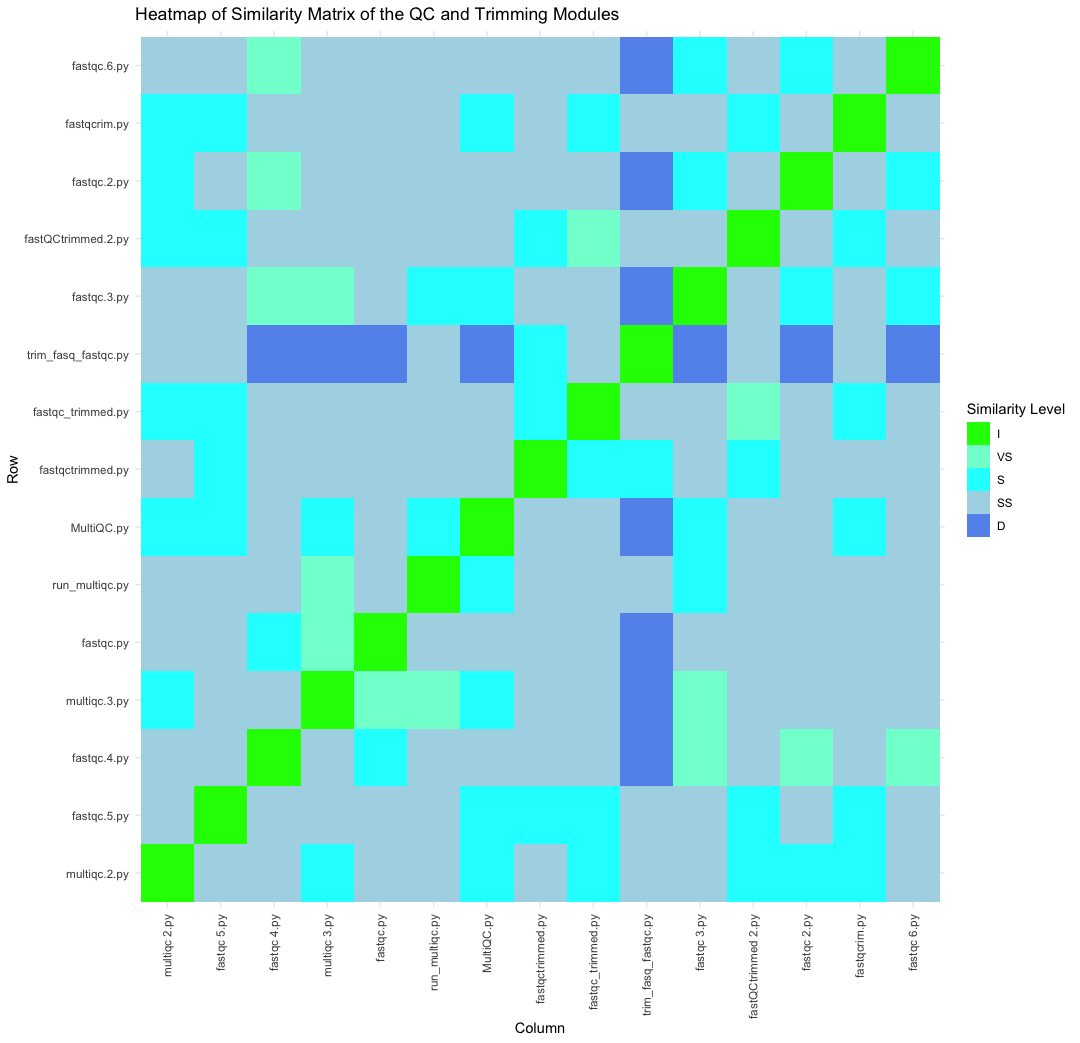 Heatmap of Similarity Matrix of the QC and Trimming Modules
fastqc.6.py
fastqcrim.py
fastqc.2.py
fastQCtrimmed.2.py
fastqc.3.py
trim_fasq_fastqc.py
fastqc_trimmed.py
fastqctrimmed.py
MultiQC.py
run_multiqc.py
fastqc.py
multiqc.3.py
fastqc.4.py
fastqc.5.py
multiqc.2.py
Row
multiqc 2.py
fastqc 5.py
fastqc 4.py
multiqc 3.py
fastqc.py
run_multiqc.py
MultiQC.py
fastqctrimmed.py
fastqc_trimmed.py
trim_fasq_fastqc.py
fastqc 3.py
fastQCtrimmed 2.py
fastqc 2.py
fastqcrim.py
fastqc 6.py
Column
Similarity Level
I
VS
S
SS
D